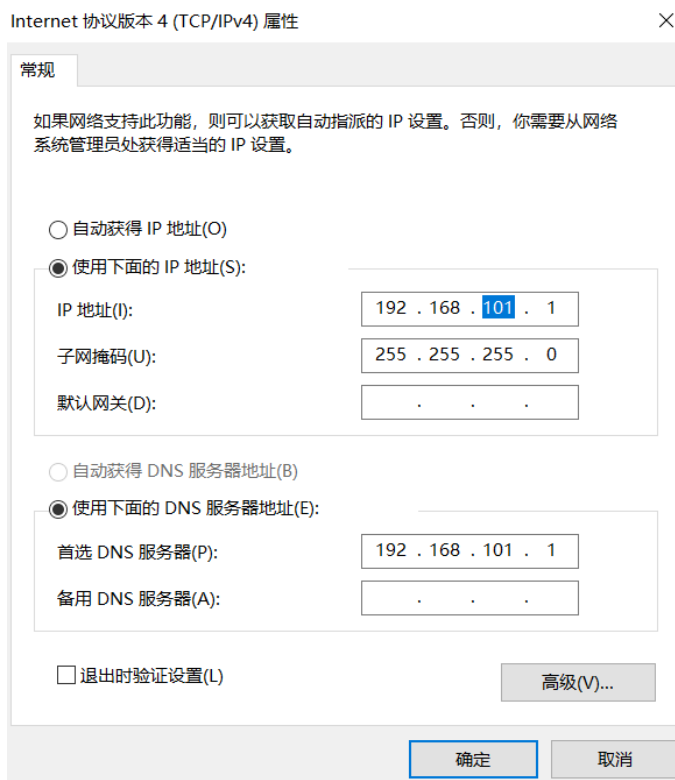 Internet 协议版本 4 (TCP/IPv4) 属性
常规
如果网络支持此功能，则可以获取自动指派的 IP 设置。否则，你需要从网络
系统管理员处获得适当的 IP 设置。
自动获得 IP 地址(O)
使用下面的 IP 地址(S):
IP 地址(I): 192 . 168 . 101 . 1
子网掩码(U): 255 . 255 . 255 . 0
默认网关(D): . . .
自动获得 DNS 服务器地址(B)
使用下面的 DNS 服务器地址(E):
首选 DNS 服务器(P): 192 . 168 . 101 . 1
备用 DNS 服务器(A): . . .
退出时验证设置(L)
高级(V)...
确定 取消